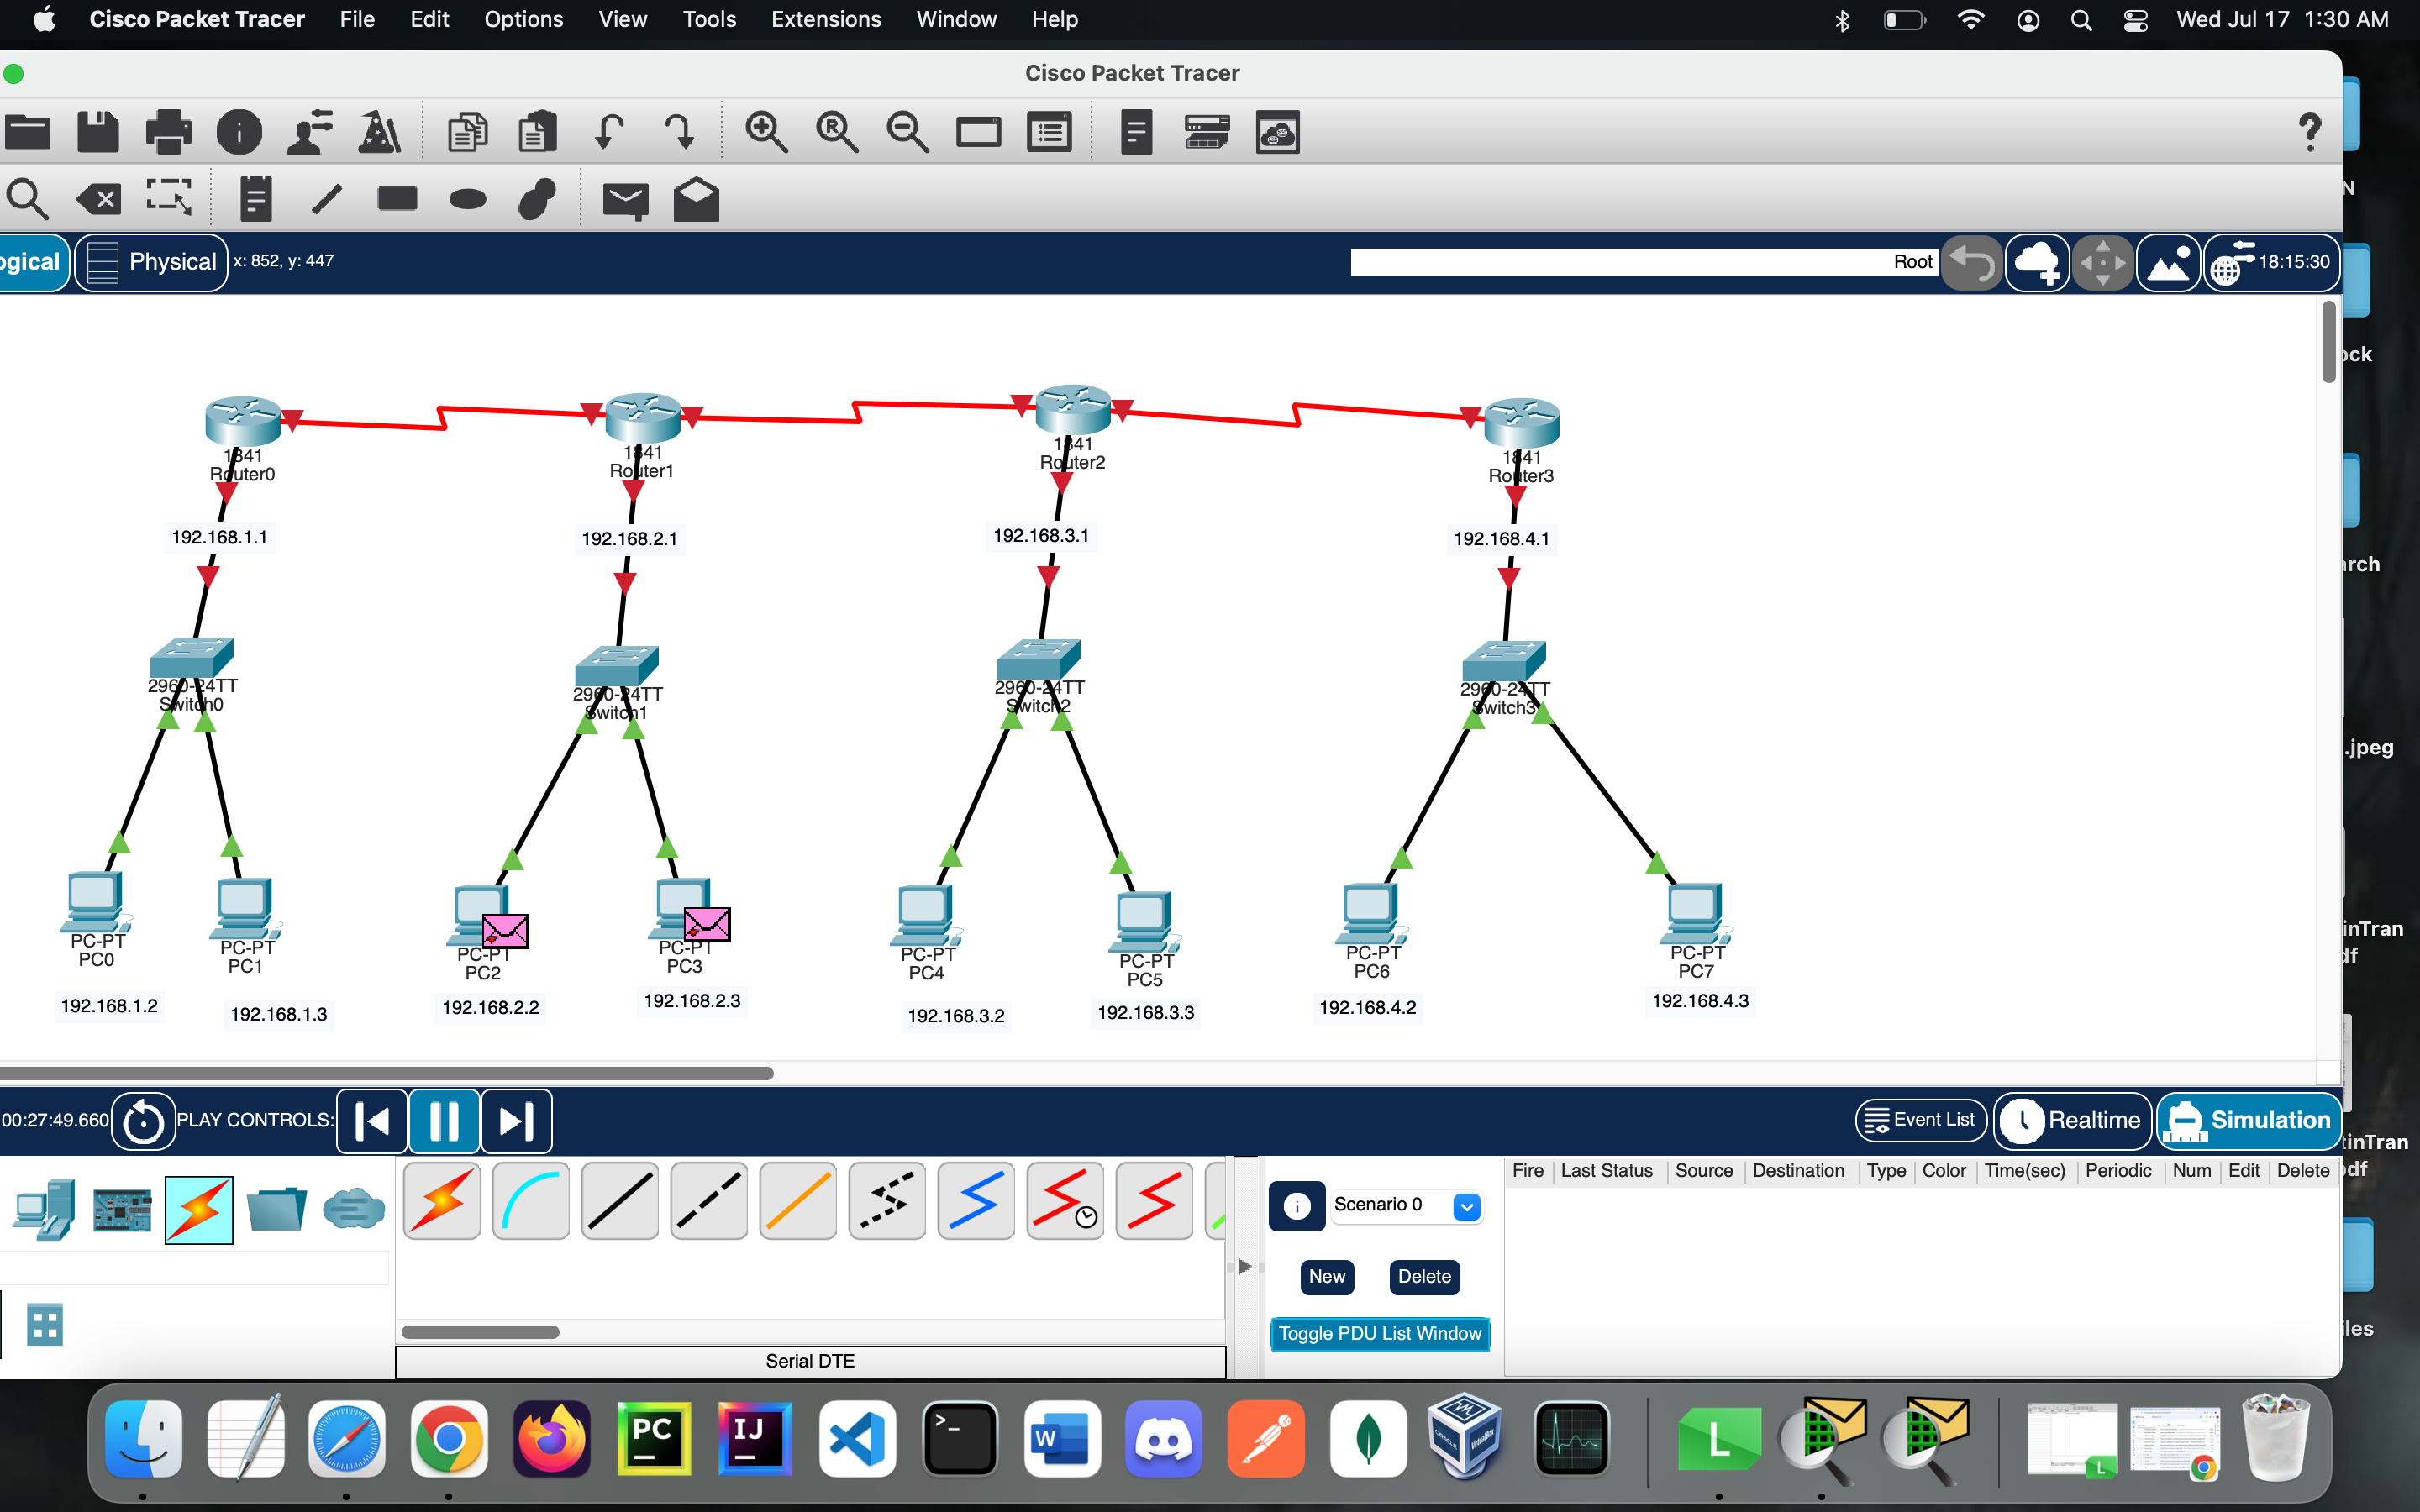 Cisco Packet Tracer File Edit Options View Tools Extensions Window Help Wed Jul 17 1:30 AM
Cisco Packet Tracer
ogical Physical x: 852, y: 447 Root 18:15:30
N
ock
arch
.jpeg
inTran
df
tinTran
df
iles
1841
Router0
1841
Router1
1841
Router2
1841
Router3
192.168.1.1
192.168.2.1
192.168.3.1
192.168.4.1
2960-24TT
Switch0
2960-24TT
Switch1
2960-24TT
Switch2
2960-24TT
Switch3
PC-PT
PC0
PC-PT
PC1
PC-PT
PC2
PC-PT
PC3
PC-PT
PC4
PC-PT
PC5
PC-PT
PC6
PC-PT
PC7
192.168.1.2
192.168.1.3
192.168.2.2
192.168.2.3
192.168.3.2
192.168.3.3
192.168.4.2
192.168.4.3
00:27:49.660 PLAY CONTROLS: Event List Realtime Simulation
Scenario 0
New Delete
Toggle PDU List Window
Fire Last Status Source Destination Type Color Time(sec) Periodic Num Edit Delete
Serial DTE
PC
IJ
W
L